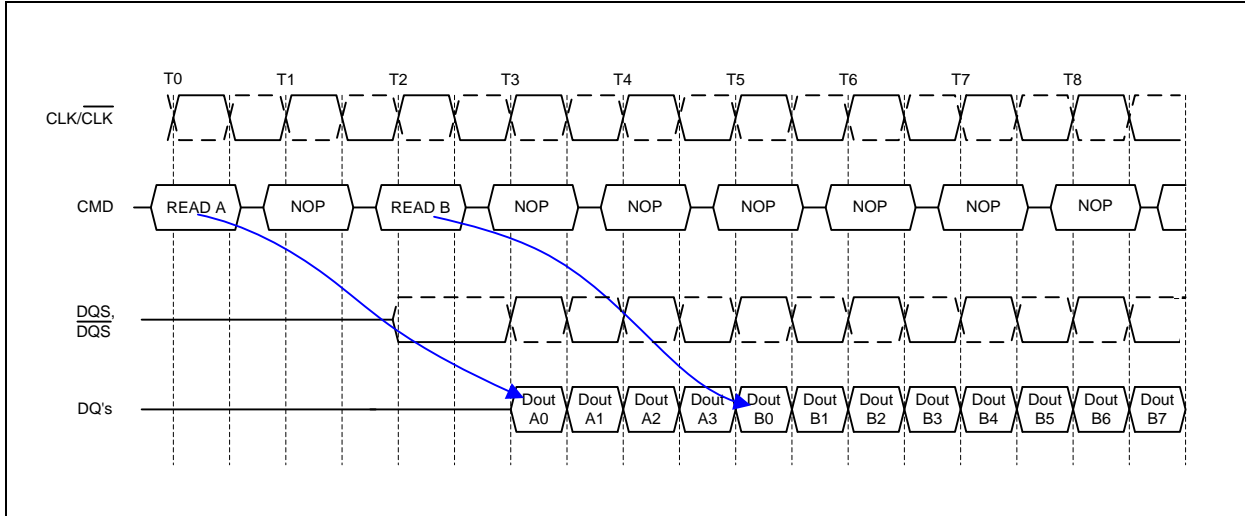 T0 T1 T2 T3 T4 T5 T6 T7 T8
CLK/CLK
CMD READ A NOP READ B NOP NOP NOP NOP NOP NOP
DQS,
DQS
DQ's Dout A0 Dout A1 Dout A2 Dout A3 Dout B0 Dout B1 Dout B2 Dout B3 Dout B4 Dout B5 Dout B6 Dout B7